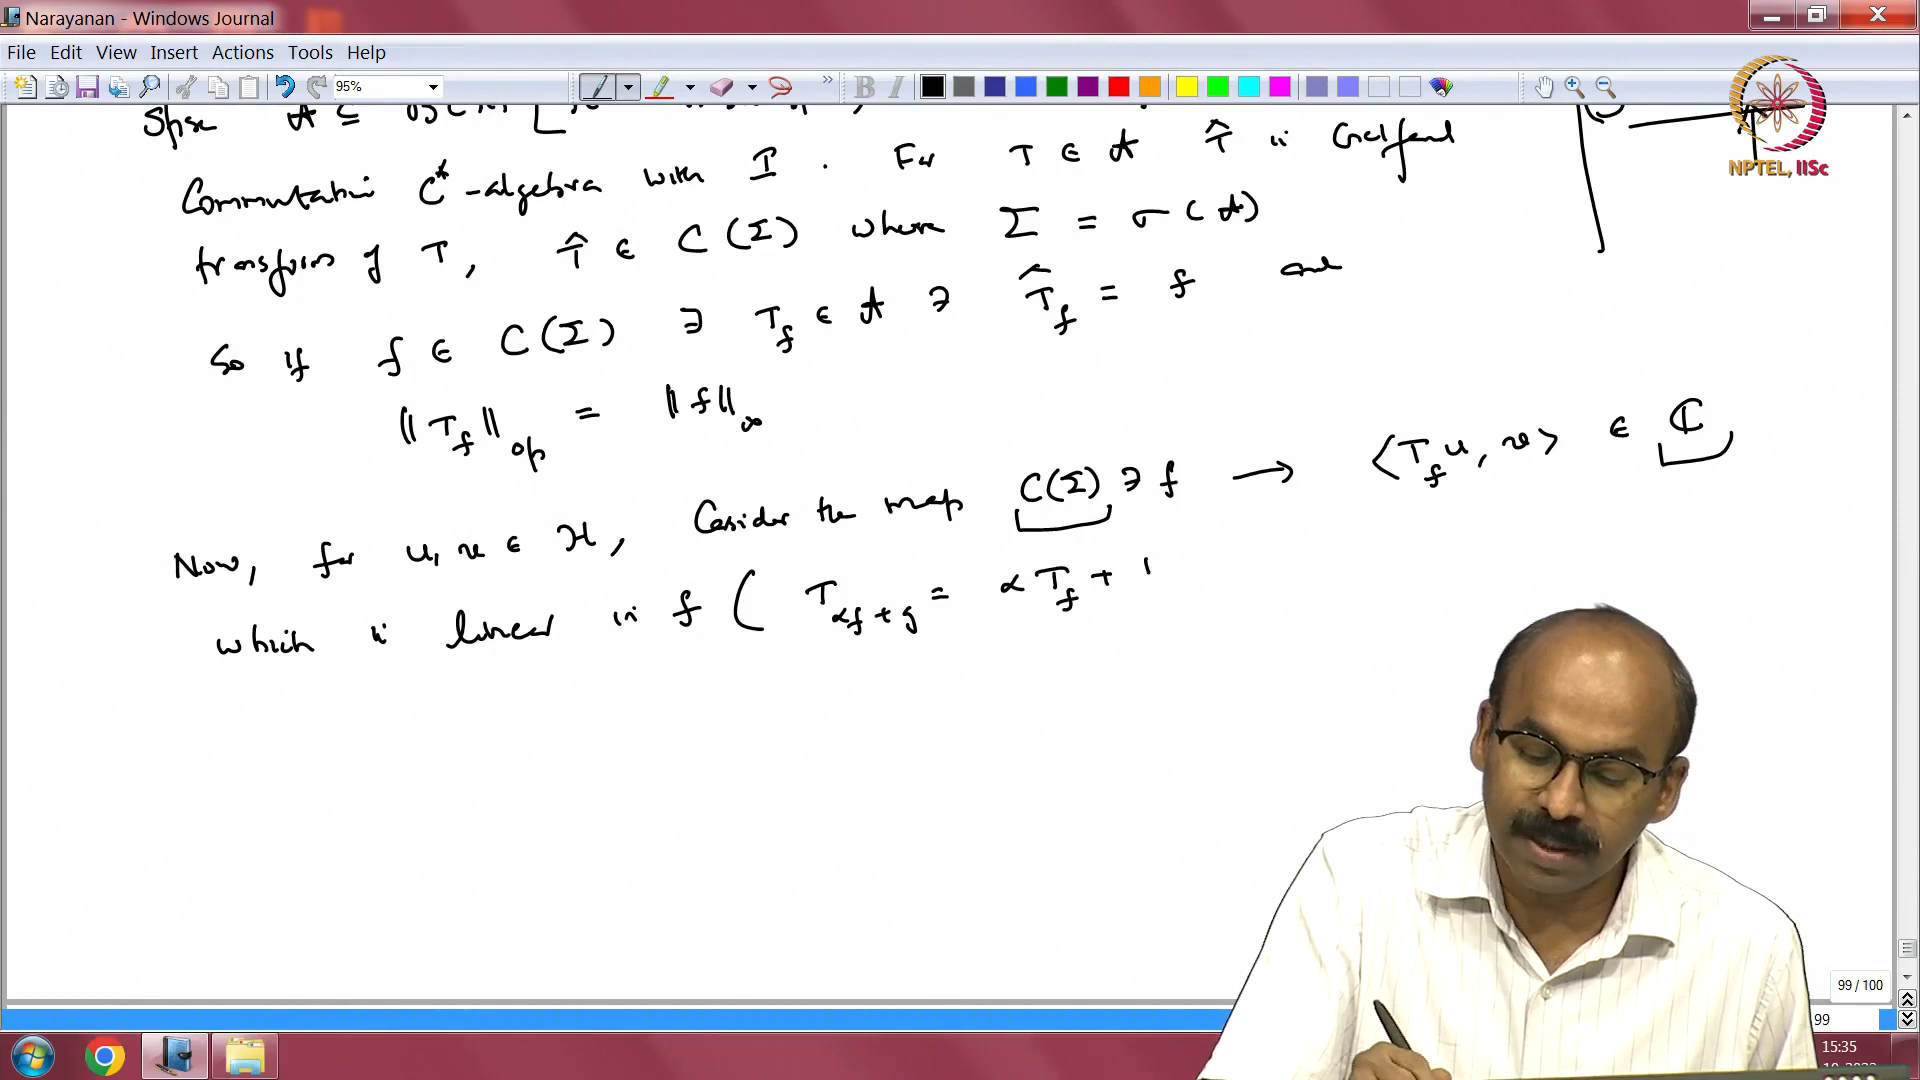 Narayanan - Windows Journal
File Edit View Insert Actions Tools Help
95%
NPTEL, IISc
Spse A ⊆
Commutative C*-algebra with I . For T ∈ A T̂ is Gelfand
transform of T, T̂ ∈ C(Σ) where Σ = σ(A)
So if f ∈ C(Σ) ∃ T_f ∈ A ∋ T̂_f = f and
||T_f||_op = ||f||_∞
Now, for u, v ∈ H, Consider the map C(Σ) ∋ f → <T_f u, v> ∈ ℂ
which is linear in f ( T_{αf+g} = α T_f +
99 / 100
99
15:35